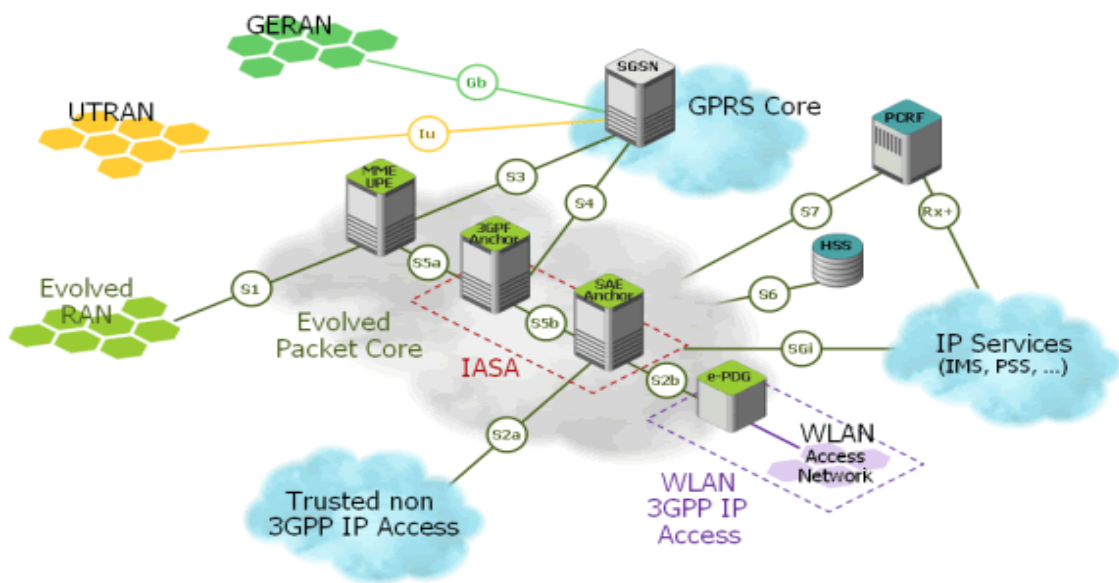 GERAN
SGSN
Gb
GPRS Core
UTRAN
PCRF
Iu
MME
UPE
S3
S4
S7
Rx+
3GPP
Anchor
HSS
S5a
Evolved
RAN
S1
SAE
Anchor
S6
S5b
Evolved
Packet Core
IASA
SGi
IP Services
(IMS, PSS, ...)
S2b
e-PDG
S2a
WLAN
Access
Network
Trusted non
3GPP IP Access
WLAN
3GPP IP
Access